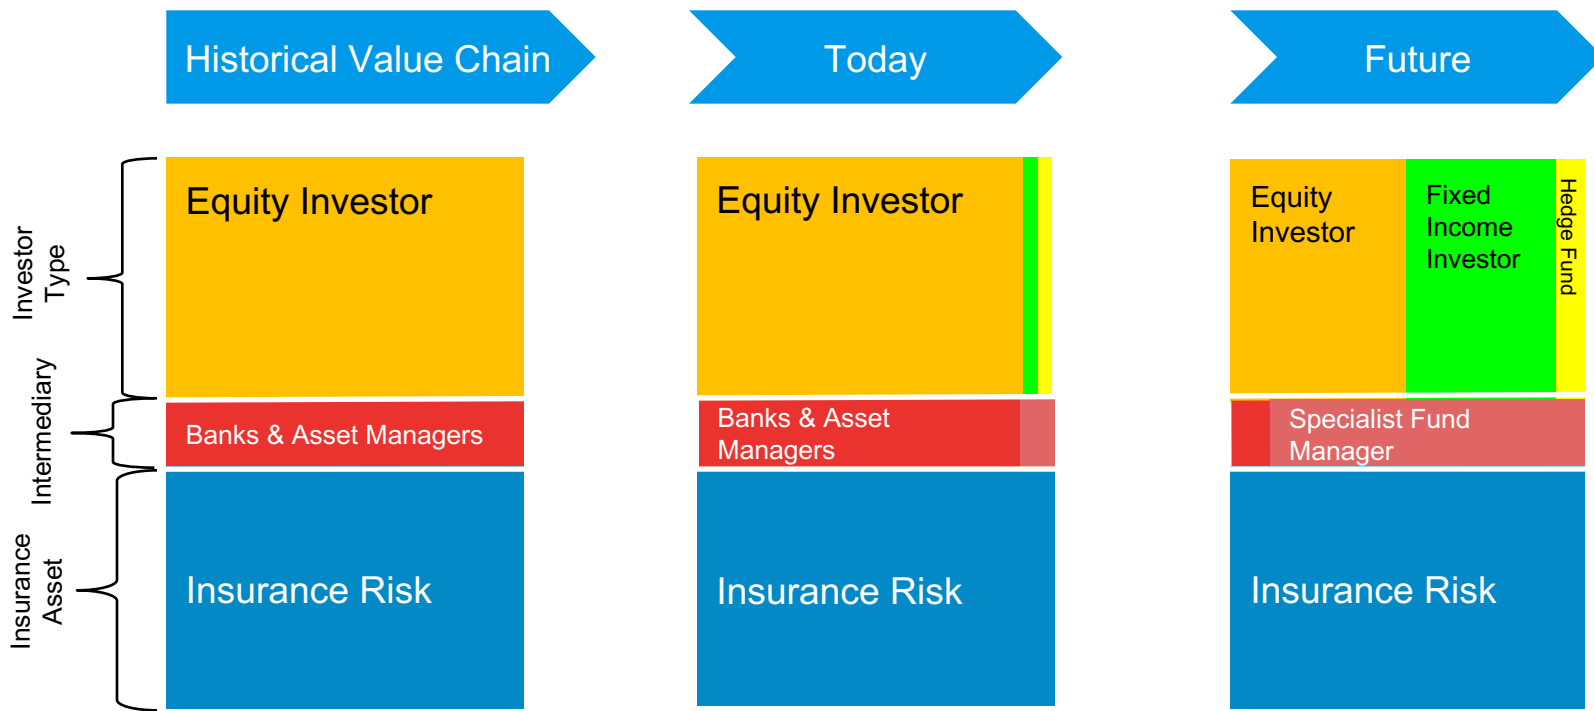 Historical Value Chain
Today
Future
Investor
Type
Equity Investor
Equity Investor
Equity
Investor
Fixed
Income
Investor
Hedge Fund
Intermediary
Banks & Asset Managers
Banks & Asset
Managers
Specialist Fund
Manager
Insurance
Asset
Insurance Risk
Insurance Risk
Insurance Risk